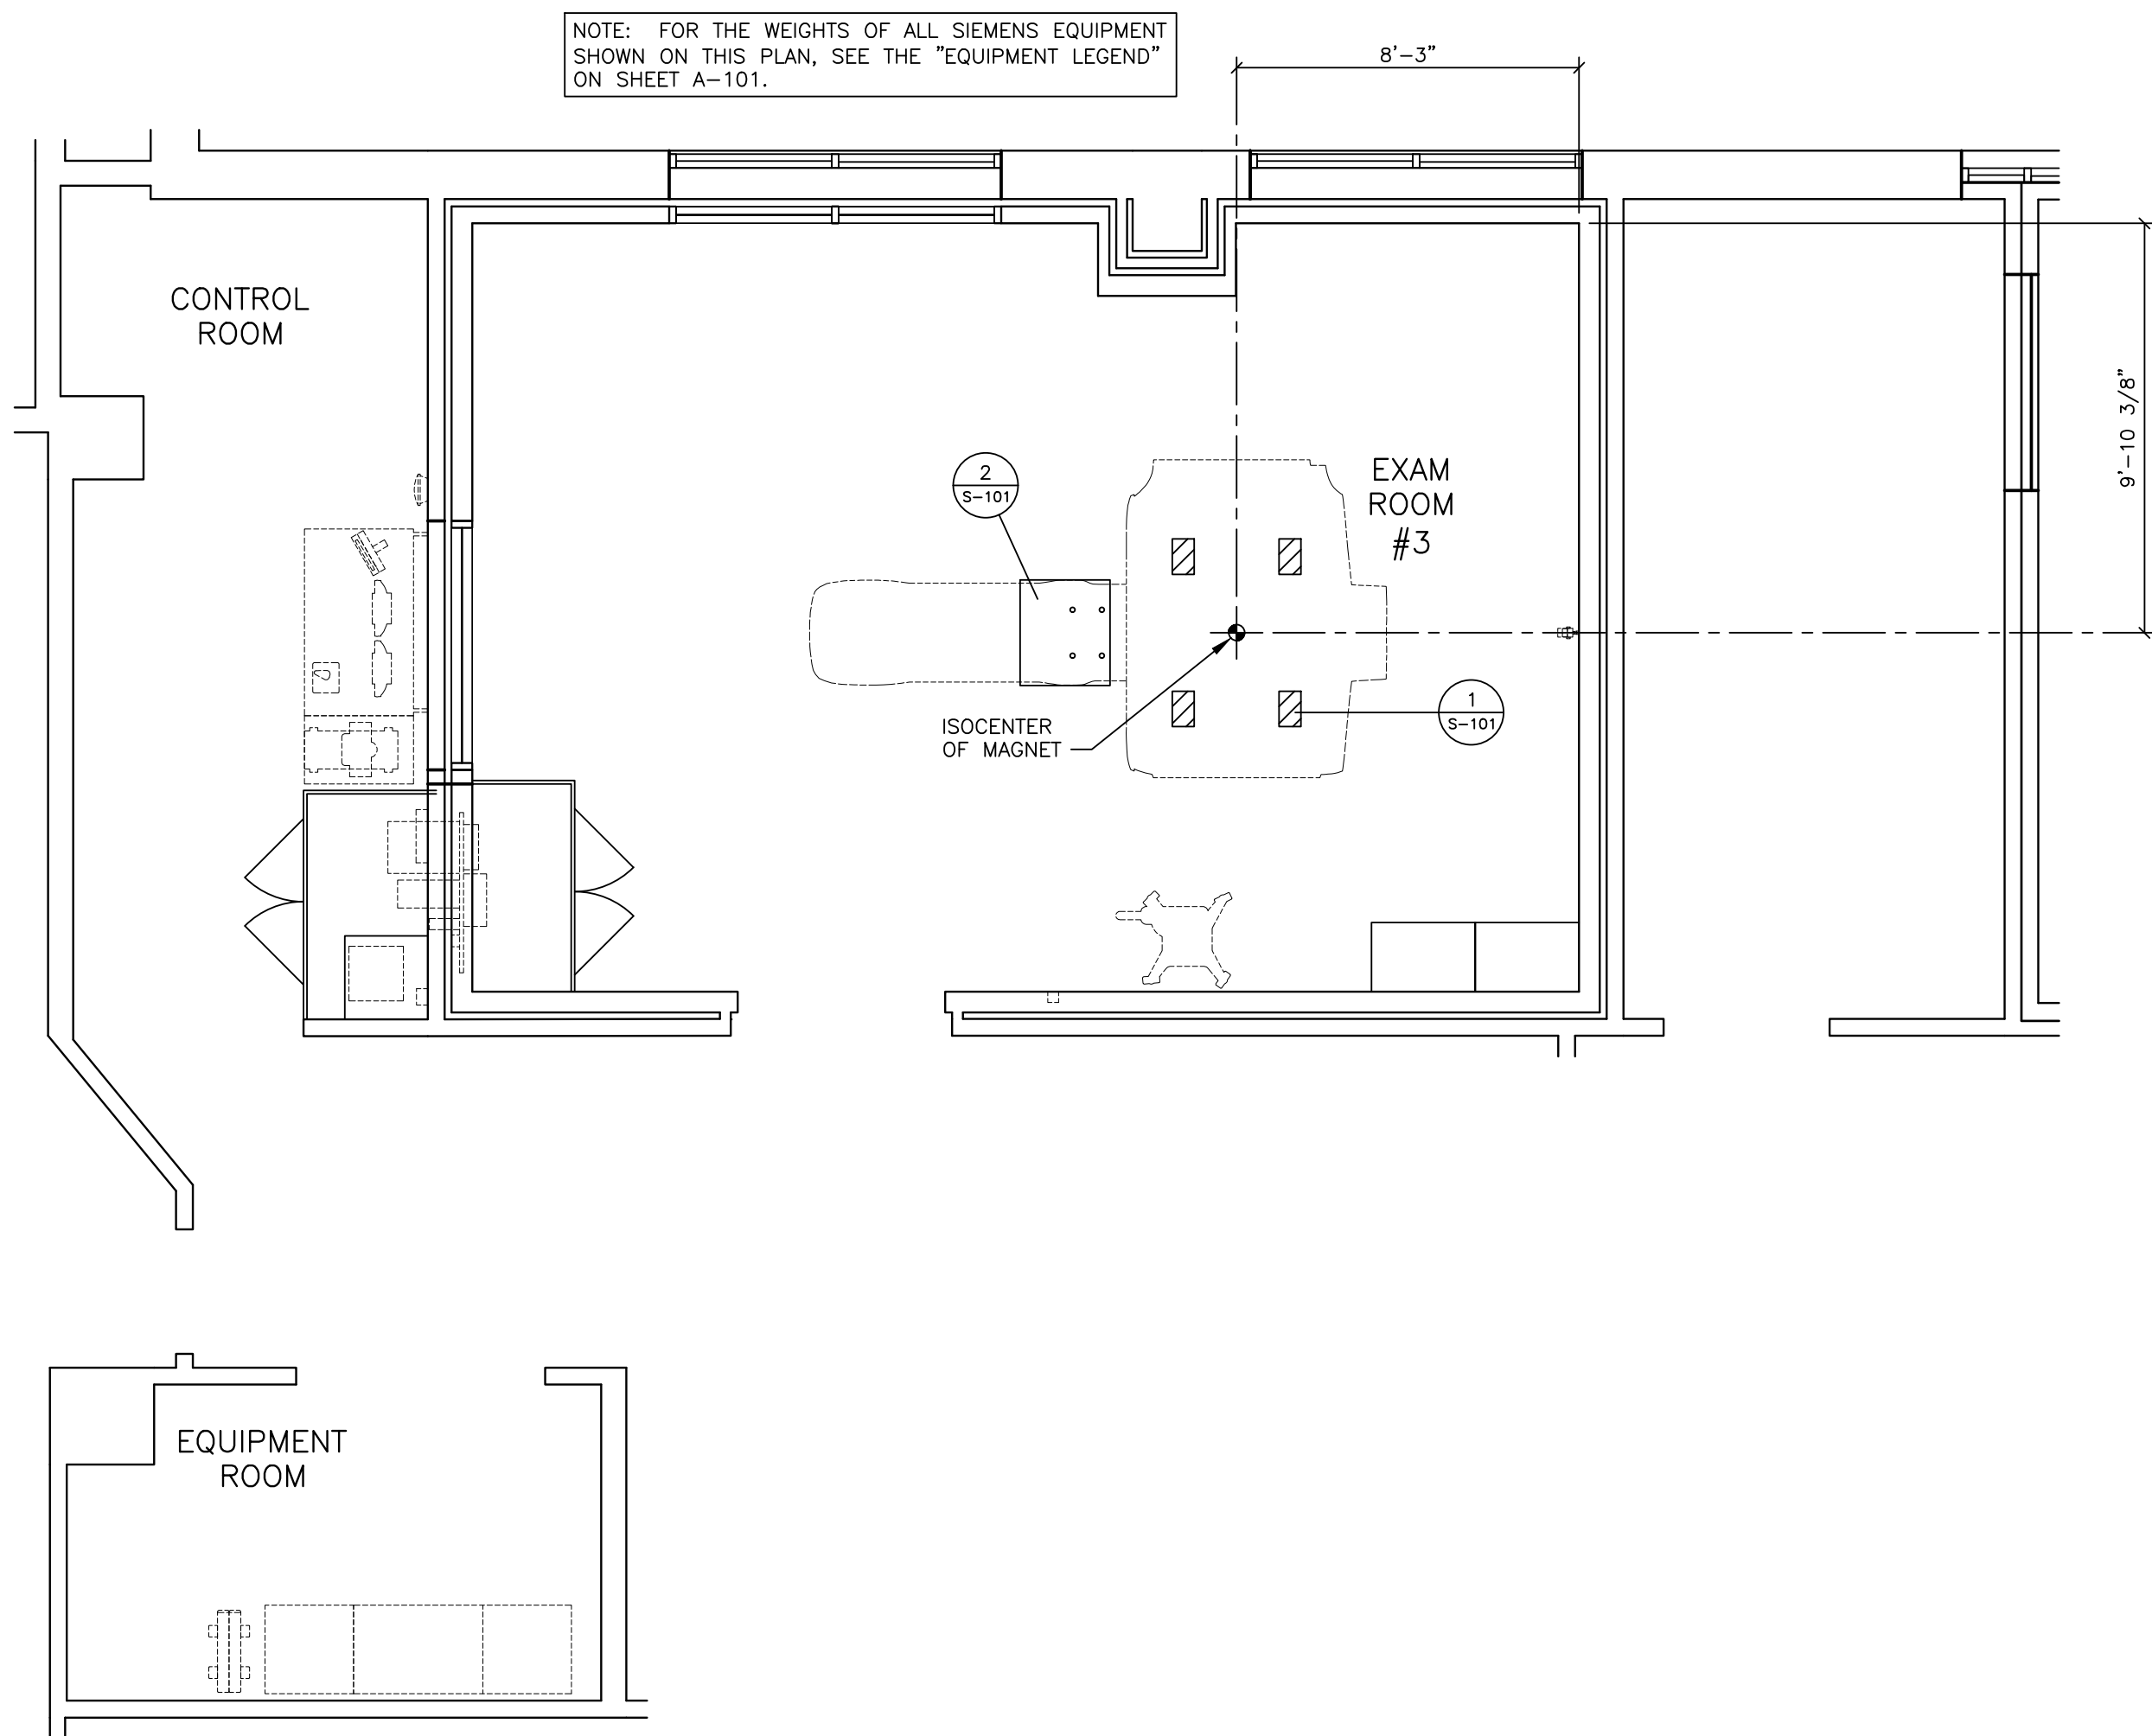 NOTE: FOR THE WEIGHTS OF ALL SIEMENS EQUIPMENT
SHOWN ON THIS PLAN, SEE THE "EQUIPMENT LEGEND"
ON SHEET A-101.
8'-3"
CONTROL
ROOM
9'-10 3/8"
2
S-101
EXAM
ROOM
#3
1
S-101
ISOCENTER
OF MAGNET
EQUIPMENT
ROOM